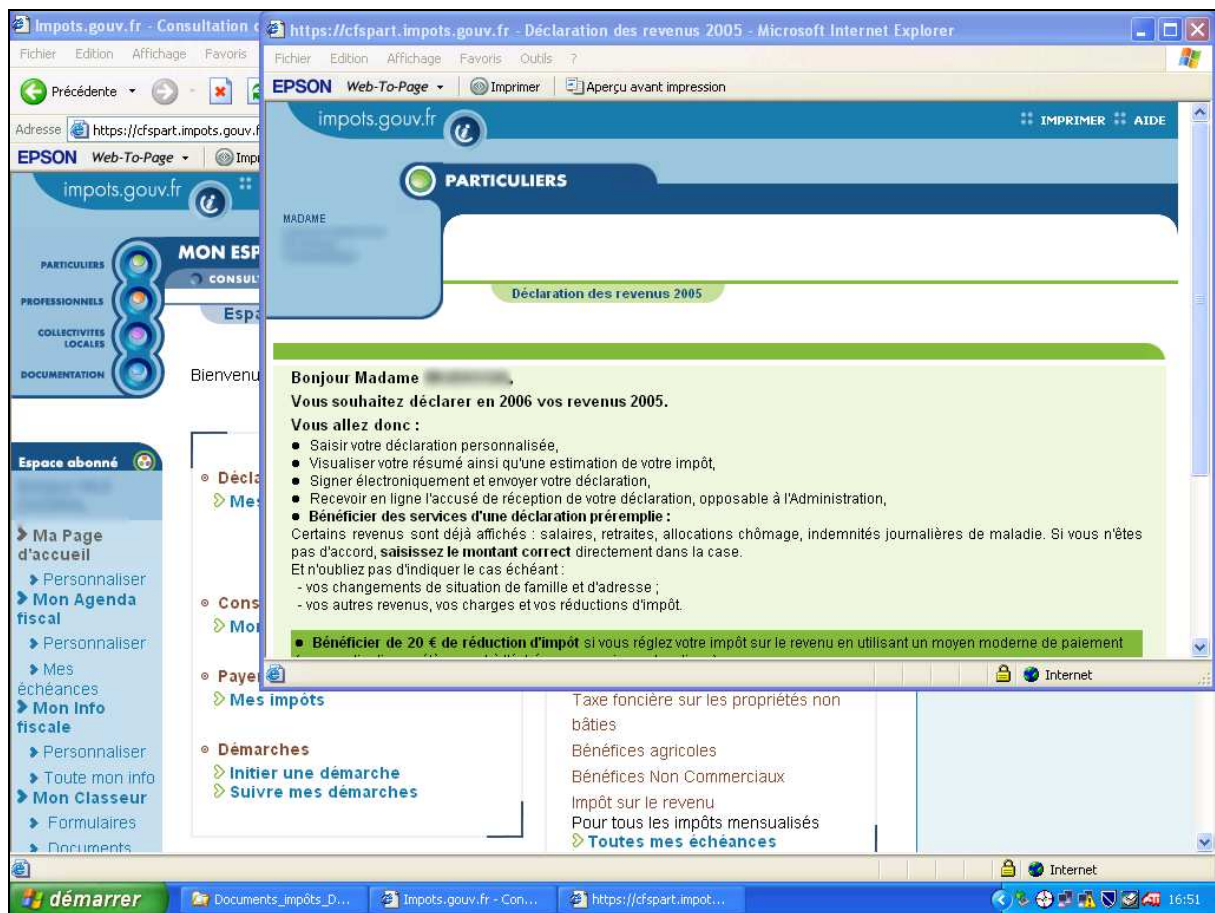 Impots.gouv.fr - Consultation
Fichier Edition Affichage Favoris
Précédente
Adresse https://cfspart.impots.gouv.f
EPSON Web-To-Page
impots.gouv.fr
PARTICULIERS
PROFESSIONNELS
COLLECTIVITES
LOCALES
DOCUMENTATION
MON ESP
CONSUL
Espa
Bienvenu
Espace abonné
Ma Page
d'accueil
Personnaliser
Mon Agenda
fiscal
Personnaliser
Mes
échéances
Mon Info
fiscale
Personnaliser
Toute mon info
Mon Classeur
Formulaires
Documents
Décla
Mes
Cons
Mon
Payer
Mes impôts
Démarches
Initier une démarche
Suivre mes démarches
Taxe foncière sur les propriétés non
bâties
Bénéfices agricoles
Bénéfices Non Commerciaux
Impôt sur le revenu
Pour tous les impôts mensualisés
Toutes mes échéances
Internet
https://cfspart.impots.gouv.fr - Déclaration des revenus 2005 - Microsoft Internet Explorer
Fichier Edition Affichage Favoris Outils ?
EPSON Web-To-Page Imprimer Aperçu avant impression
impots.gouv.fr
IMPRIMER AIDE
PARTICULIERS
MADAME
Déclaration des revenus 2005
Bonjour Madame
Vous souhaitez déclarer en 2006 vos revenus 2005.
Vous allez donc :
● Saisir votre déclaration personnalisée,
● Visualiser votre résumé ainsi qu'une estimation de votre impôt,
● Signer électroniquement et envoyer votre déclaration,
● Recevoir en ligne l'accusé de réception de votre déclaration, opposable à l'Administration,
● Bénéficier des services d'une déclaration préremplie :
Certains revenus sont déjà affichés : salaires, retraites, allocations chômage, indemnités journalières de maladie. Si vous n'êtes
pas d'accord, saisissez le montant correct directement dans la case.
Et n'oubliez pas d'indiquer le cas échéant :
- vos changements de situation de famille et d'adresse ;
- vos autres revenus, vos charges et vos réductions d'impôt.
● Bénéficier de 20 € de réduction d'impôt si vous réglez votre impôt sur le revenu en utilisant un moyen moderne de paiement
Internet
démarrer
Documents_impôts_D...
Impots.gouv.fr - Con...
https://cfspart.impot...
16:51